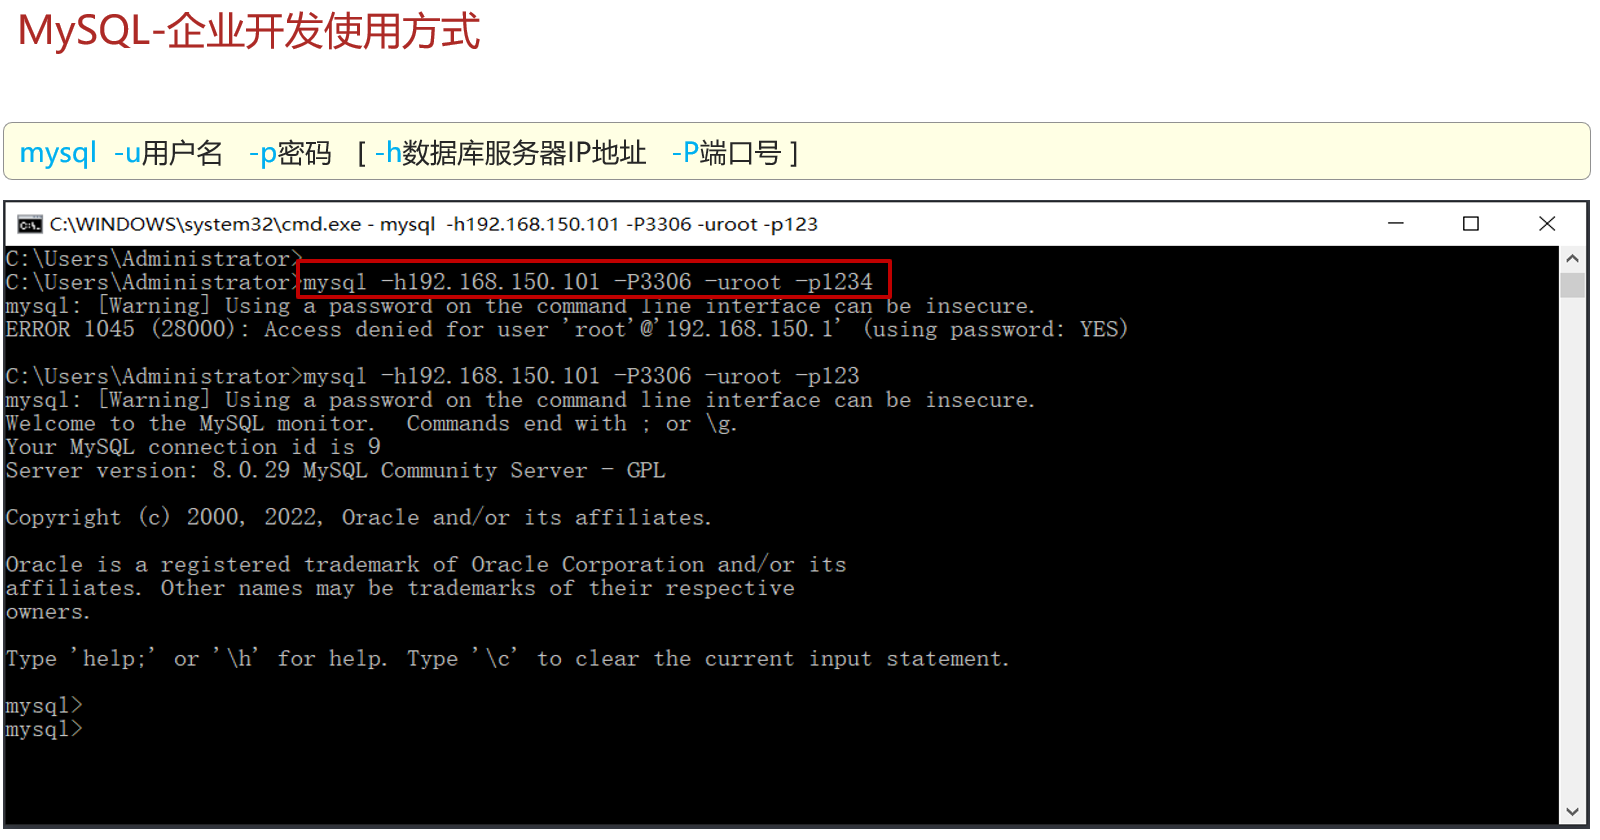 MySQL-企业开发使用方式
mysql -u用户名 -p密码 [ -h数据库服务器IP地址 -P端口号 ]
C:\WINDOWS\system32\cmd.exe - mysql -h192.168.150.101 -P3306 -uroot -p123
C:\Users\Administrator>
C:\Users\Administrator>mysql -h192.168.150.101 -P3306 -uroot -p1234
mysql: [Warning] Using a password on the command line interface can be insecure.
ERROR 1045 (28000): Access denied for user 'root'@'192.168.150.1' (using password: YES)
C:\Users\Administrator>mysql -h192.168.150.101 -P3306 -uroot -p123
mysql: [Warning] Using a password on the command line interface can be insecure.
Welcome to the MySQL monitor.  Commands end with ; or \g.
Your MySQL connection id is 9
Server version: 8.0.29 MySQL Community Server - GPL
Copyright (c) 2000, 2022, Oracle and/or its affiliates.
Oracle is a registered trademark of Oracle Corporation and/or its
affiliates. Other names may be trademarks of their respective
owners.
Type 'help;' or '\h' for help. Type '\c' to clear the current input statement.
mysql>
mysql>